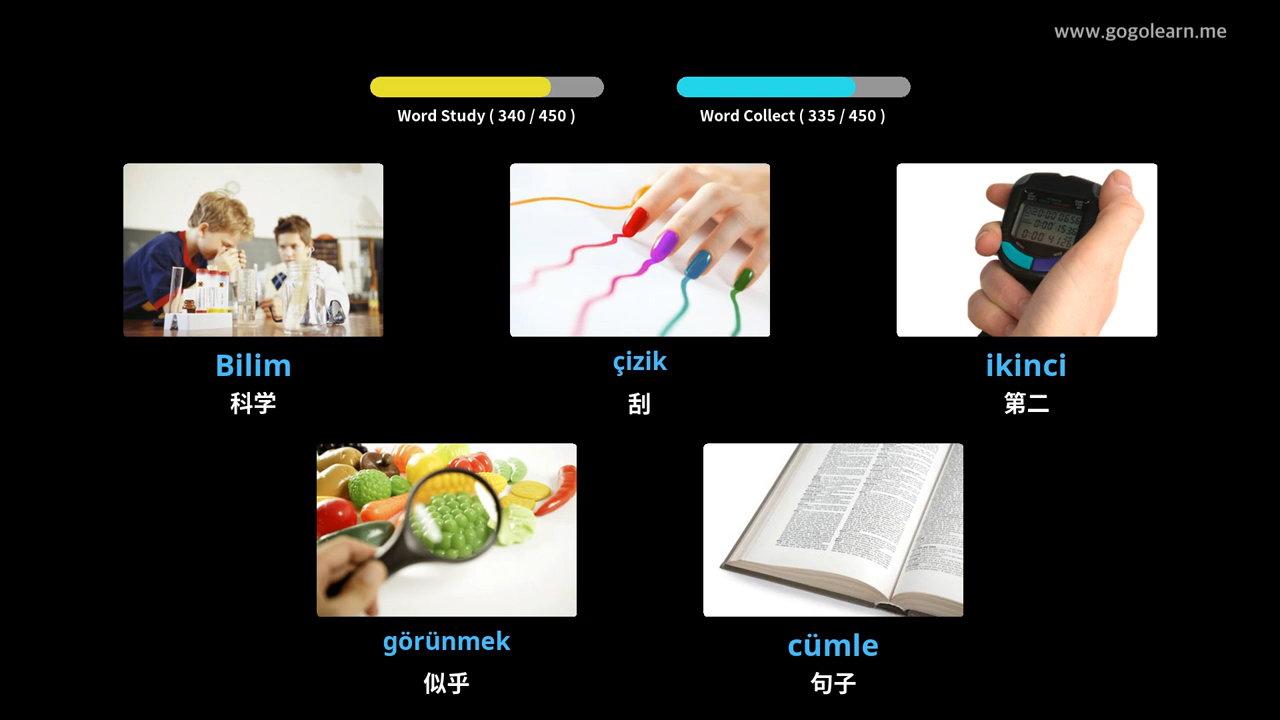 www.gogolearn.me
Word Study ( 340 / 450 )
Word Collect ( 335 / 450 )
Bilim
科学
çizik
刮
ikinci
第二
görünmek
似乎
cümle
句子